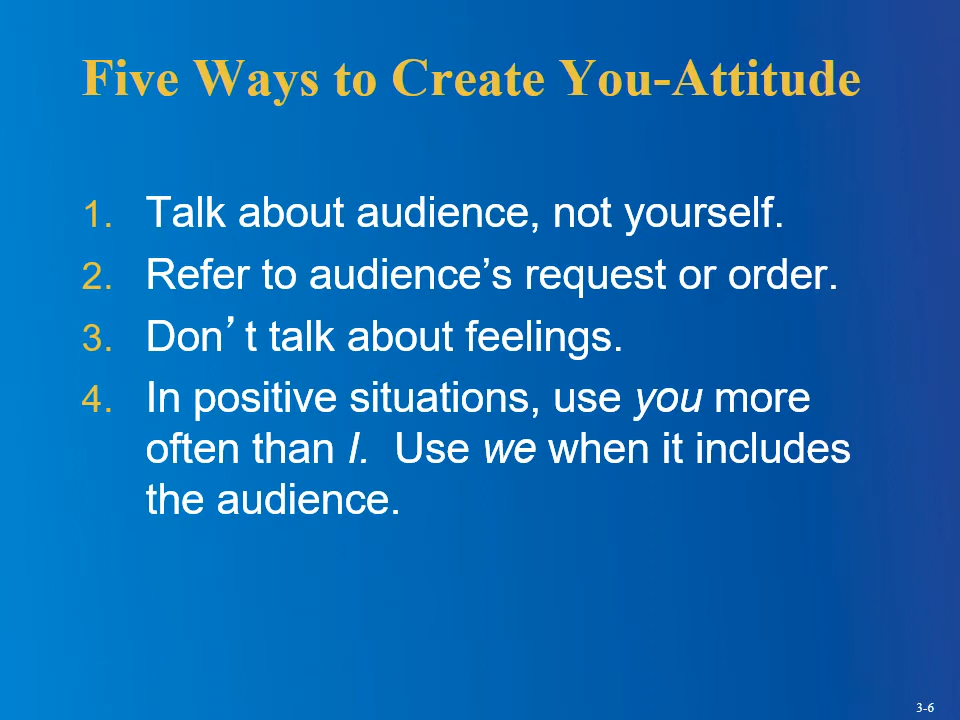 Five Ways to Create You-Attitude
1. Talk about audience, not yourself.
2. Refer to audience’s request or order.
3. Don’t talk about feelings.
4. In positive situations, use you more
often than I. Use we when it includes
the audience.
3-6